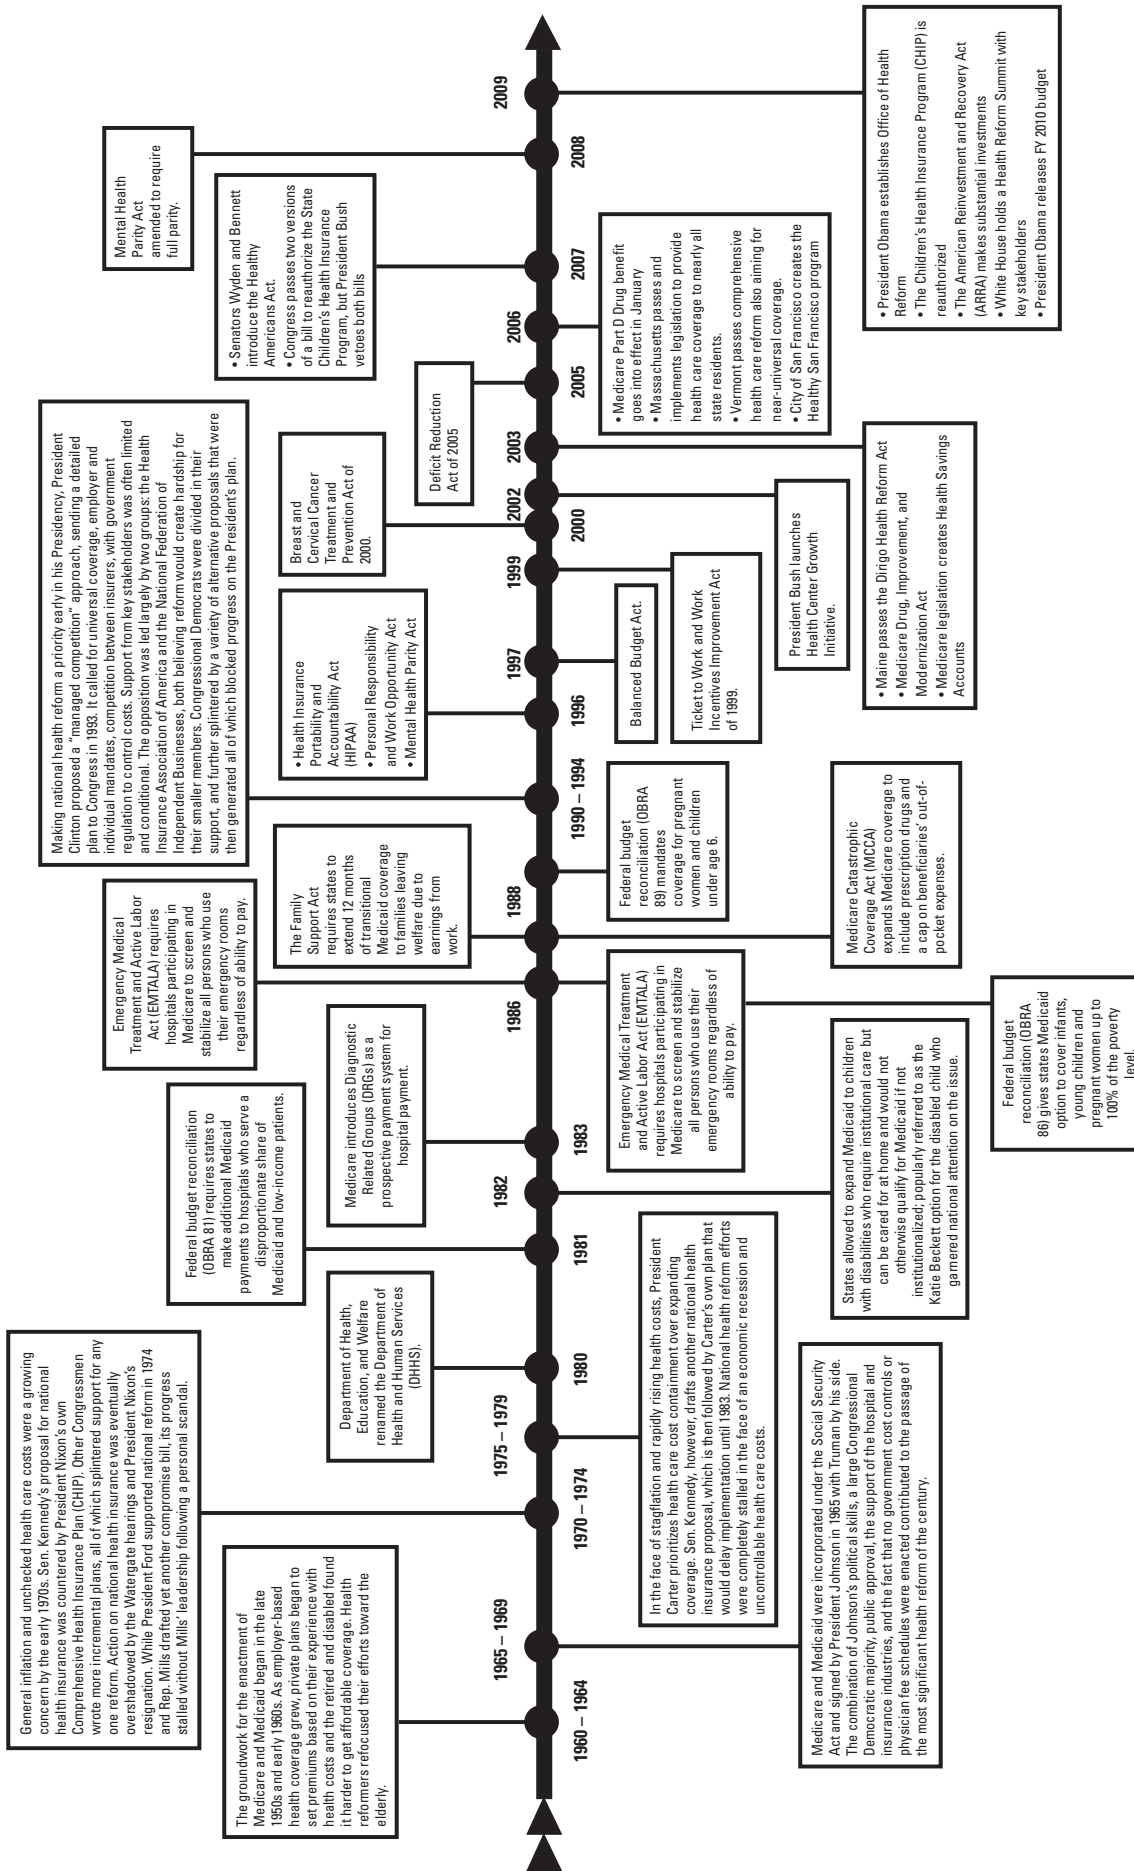 The groundwork for the enactment of
Medicare and Medicaid began in the late
1950s and early 1960s. As employer-based
health coverage grew, private plans began to
set premiums based on their experience with
health costs and the retired and disabled found
it harder to get affordable coverage. Health
reformers refocused their efforts toward the
elderly.
1960 – 1964
1965 – 1969
Medicare and Medicaid were incorporated under the Social Security
Act and signed by President Johnson in 1965 with Truman by his side.
The combination of Johnson's political skills, a large Congressional
Democratic majority, public approval, the support of the hospital and
insurance industries, and the fact that no government cost controls or
physician fee schedules were enacted contributed to the passage of
the most significant health reform of the century.
General inflation and unchecked health care costs were a growing
concern by the early 1970s. Sen. Kennedy's proposal for national
health insurance was countered by President Nixon's own
Comprehensive Health Insurance Plan (CHIP). Other Congressmen
wrote more incremental plans, all of which splintered support for any
one reform. Action on national health insurance was eventually
overshadowed by the Watergate hearings and President Nixon's
resignation. While President Ford supported national reform in 1974
and Rep. Mills drafted yet another compromise bill, its progress
stalled without Mills' leadership following a personal scandal.
1970 – 1974
1975 – 1979
In the face of stagflation and rapidly rising health costs, President
Carter prioritizes health care cost containment over expanding
coverage. Sen. Kennedy, however, drafts another national health
insurance proposal, which is then followed by Carter's own plan that
would delay implementation until 1983. National health reform efforts
were completely stalled in the face of an economic recession and
uncontrollable health care costs.
Department of Health,
Education, and Welfare
renamed the Department of
Health and Human Services
(DHHS).
1980
Federal budget reconciliation
(OBRA 81) requires states to
make additional Medicaid
payments to hospitals who serve a
disproportionate share of
Medicaid and low-income patients.
1981
1982
States allowed to expand Medicaid to children
with disabilities who require institutional care but
can be cared for at home and would not
otherwise qualify for Medicaid if not
institutionalized; popularly referred to as the
Katie Beckett option for the disabled child who
garnered national attention on the issue.
Medicare introduces Diagnostic
Related Groups (DRGs) as a
prospective payment system for
hospital payment.
1983
Emergency Medical
Treatment and Active Labor
Act (EMTALA) requires
hospitals participating in
Medicare to screen and
stabilize all persons who use
their emergency rooms
regardless of ability to pay.
1986
Emergency Medical Treatment
and Active Labor Act (EMTALA)
requires hospitals participating in
Medicare to screen and stabilize
all persons who use their
emergency rooms regardless of
ability to pay.
Federal budget
reconciliation (OBRA
86) gives states Medicaid
option to cover infants,
young children and
pregnant women up to
100% of the poverty
level.
The Family
Support Act
requires states to
extend 12 months
of transitional
Medicaid coverage
to families leaving
welfare due to
earnings from
work.
1988
Medicare Catastrophic
Coverage Act (MCCA)
expands Medicare coverage to
include prescription drugs and
a cap on beneficiaries' out-of-
pocket expenses.
Federal budget
reconciliation (OBRA
89) mandates
coverage for pregnant
women and children
under age 6.
Making national health reform a priority early in his Presidency, President
Clinton proposed a "managed competition" approach, sending a detailed
plan to Congress in 1993. It called for universal coverage, employer and
individual mandates, competition between insurers, with government
regulation to control costs. Support from key stakeholders was often limited
and conditional. The opposition was led largely by two groups: the Health
Insurance Association of America and the National Federation of
Independent Businesses, both believing reform would create hardship for
their smaller members. Congressional Democrats were divided in their
support, and further splintered by a variety of alternative proposals that were
then generated all of which blocked progress on the President's plan.
1990 – 1994
• Health Insurance
Portability and
Accountability Act
(HIPAA)
• Personal Responsibility
and Work Opportunity Act
• Mental Health Parity Act
1996
1997
Balanced Budget Act.
1999
Ticket to Work and Work
Incentives Improvement Act
of 1999.
Breast and
Cervical Cancer
Treatment and
Prevention Act of
2000.
2000
2002
President Bush launches
Health Center Growth
Initiative.
2003
• Maine passes the Dirigo Health Reform Act
• Medicare Drug, Improvement, and
Modernization Act
• Medicare legislation creates Health Savings
Accounts
Deficit Reduction
Act of 2005
2005
2006
• Medicare Part D Drug benefit
goes into effect in January
• Massachusetts passes and
implements legislation to provide
health care coverage to nearly all
state residents.
• Vermont passes comprehensive
health care reform also aiming for
near-universal coverage.
• City of San Francisco creates the
Healthy San Francisco program
• Senators Wyden and Bennett
introduce the Healthy
Americans Act.
• Congress passes two versions
of a bill to reauthorize the State
Children's Health Insurance
Program, but President Bush
vetoes both bills
2007
Mental Health
Parity Act
amended to require
full parity.
2008
2009
• President Obama establishes Office of Health
Reform
• The Children's Health Insurance Program (CHIP) is
reauthorized
• The American Reinvestment and Recovery Act
(ARRA) makes substantial investments
• White House holds a Health Reform Summit with
key stakeholders
• President Obama releases FY 2010 budget